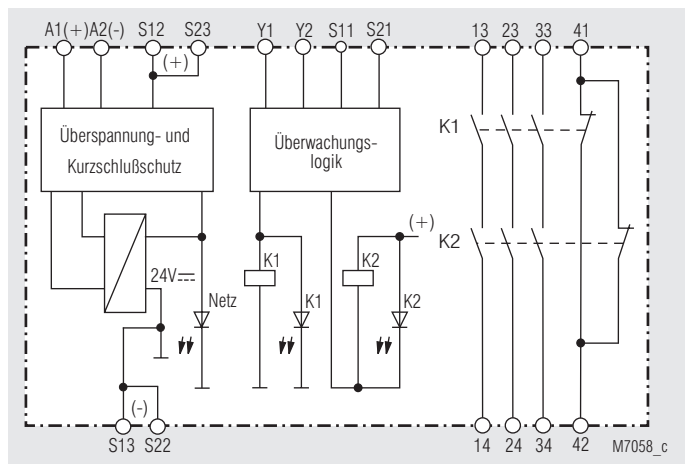 A1(+) A2(-) S12 S23 Y1 Y2 S11 S21 13 23 33 41
(+)
Überspannung- und
Kurzschlußschutz
Überwachungs-
logik
K1
K2
(+)
24V
Netz
K1
K1
K2
K2
(-)
S13 S22 14 24 34 42
M7058_c